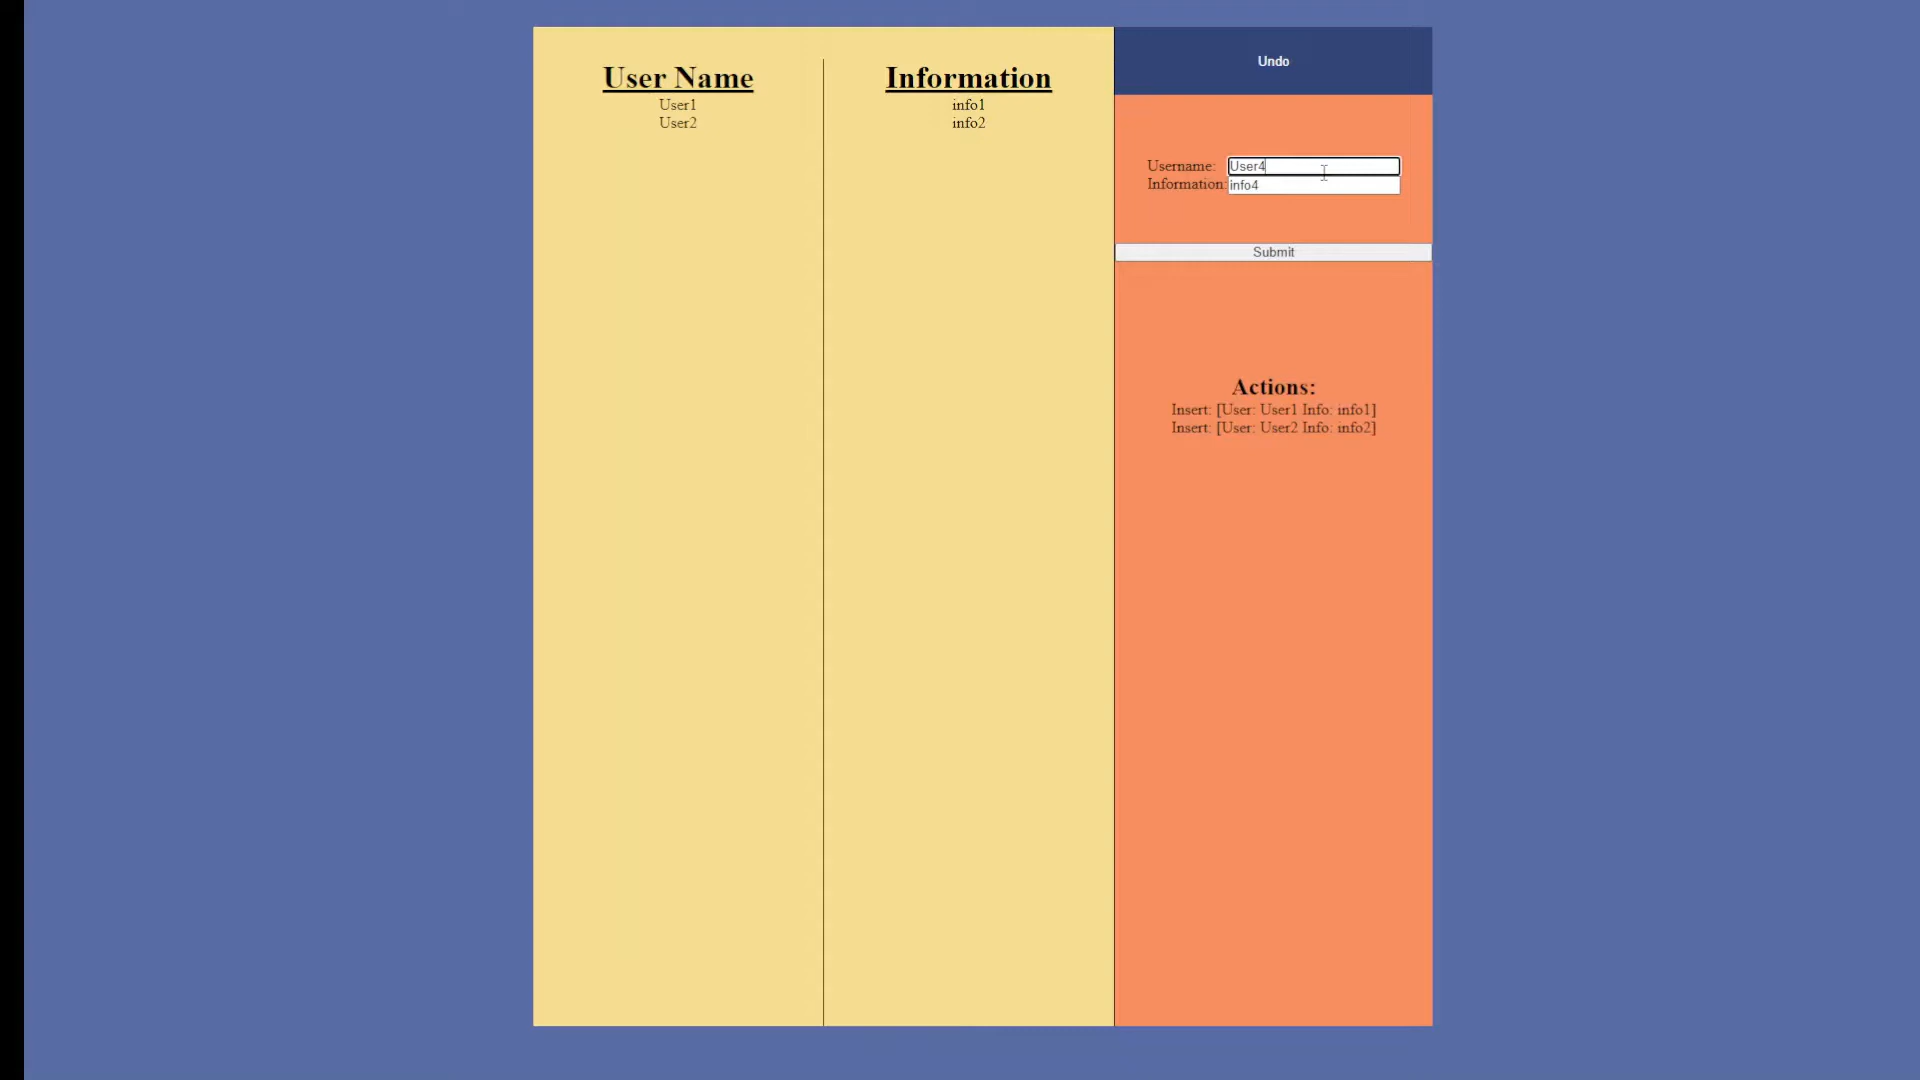 User Name
User1
User2
Information
info1
info2
Undo
Username: User4
Information: info4
Submit
Actions:
Insert: [User: User1 Info: info1]
Insert: [User: User2 Info: info2]